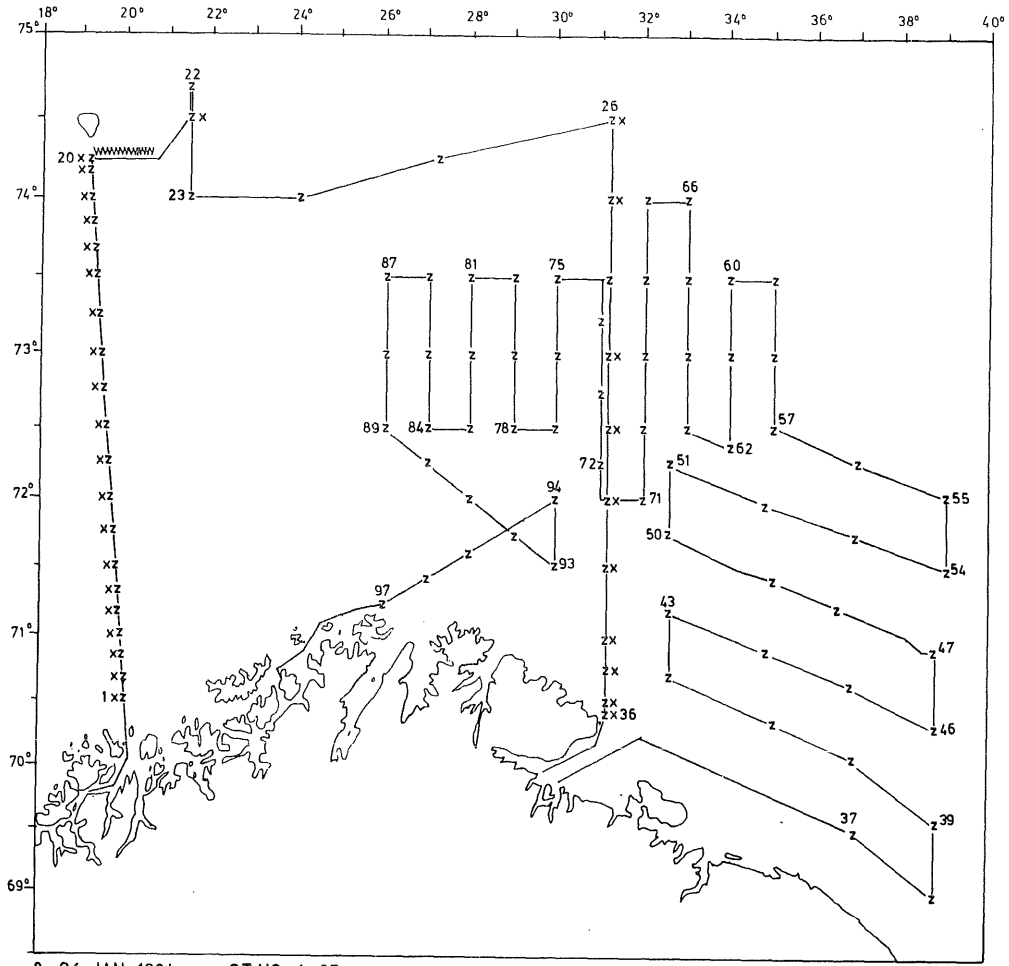 18° 20° 22° 24° 26° 28° 30° 32° 34° 36° 38° 40°
75°
22
z
z x
26
z x
20 x z
x z
z
66
74°
x z
23 z
z
z x
z z
x z
x z
87
81
75
60
x z
z z z z z z z z z z
x z
z
73°
x z
z z z z z z x z z z z
x z
z
x z
89 z
84 z z
78 z z
z x z z
z 62
57
z
x z
z
72 z
z 51
z
72°
x z
z
94
z
z x
z 71
z
z 55
x z
z
50 z
z
x z
z
z 93
z x
z 54
x z
z
z
x z
97
z
43
z
z
71°
x z
z x
z
z 47
x z
x z
z x
z
z
1 x z
z x
z x 36
z
z 46
70°
z
37
z
z 39
69°
z